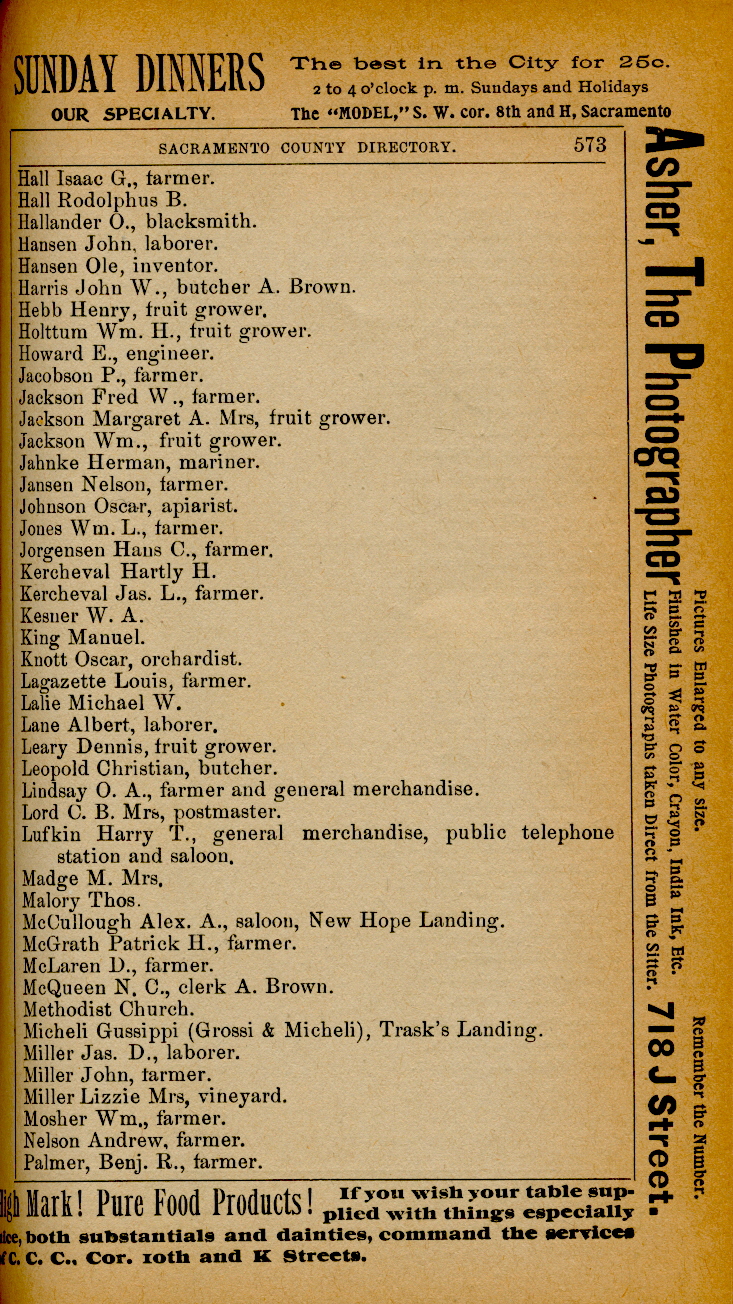 SUNDAY DINNERS
OUR SPECIALTY.
The best in the City for 25c.
2 to 4 o'clock p. m. Sundays and Holidays
The "MODEL," S. W. cor. 8th and H, Sacramento
SACRAMENTO COUNTY DIRECTORY. 573
Hall Isaac G., farmer.
Hall Rodolphus B.
Hallander O., blacksmith.
Hansen John, laborer.
Hansen Ole, inventor.
Harris John W., butcher A. Brown.
Hebb Henry, fruit grower.
Holttum Wm. H., fruit grower.
Howard E., engineer.
Jacobson P., farmer.
Jackson Fred W., farmer.
Jackson Margaret A. Mrs, fruit grower.
Jackson Wm., fruit grower.
Jahnke Herman, mariner.
Jansen Nelson, farmer.
Johnson Oscar, apiarist.
Jones Wm. L., farmer.
Jorgensen Hans C., farmer.
Kercheval Hartly H.
Kercheval Jas. L., farmer.
Kesner W. A.
King Manuel.
Knott Oscar, orchardist.
Lagazette Louis, farmer.
Lalie Michael W.
Lane Albert, laborer.
Leary Dennis, fruit grower.
Leopold Christian, butcher.
Lindsay O. A., farmer and general merchandise.
Lord C. B. Mrs, postmaster.
Lufkin Harry T., general merchandise, public telephone
station and saloon.
Madge M. Mrs.
Malory Thos.
McCullough Alex. A., saloon, New Hope Landing.
McGrath Patrick H., farmer.
McLaren D., farmer.
McQueen N. C., clerk A. Brown.
Methodist Church.
Micheli Gussippi (Grossi & Micheli), Trask's Landing.
Miller Jas. D., laborer.
Miller John, farmer.
Miller Lizzie Mrs, vineyard.
Mosher Wm., farmer.
Nelson Andrew, farmer.
Palmer, Benj. R., farmer.
Asher, The Photographer
Pictures Enlarged to any size.
Finished in Water Color, Crayon, India Ink, Etc.
Life Size Photographs taken Direct from the Sitter.
Remember the Number.
718 J Street.
Mark! Pure Food Products!
If you wish your table sup-
plied with things especially
both substantials and dainties, command the services
C. C. C., Cor. 10th and K Streets.